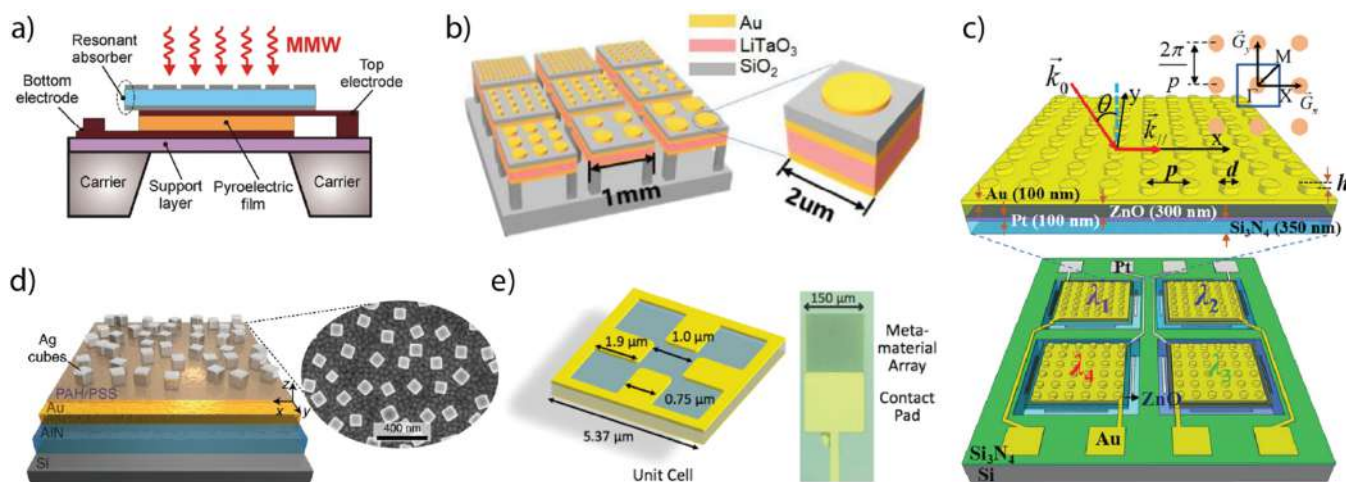 a)
Resonant
absorber
MMW
Bottom
electrode
Top
electrode
Carrier
Support
layer
Pyroelectric
film
Carrier
b)
Au
LiTaO₃
SiO₂
1mm
2um
c)
2π
p
G⃗y
M
X
G⃗x
k⃗₀
θ
y
k⃗//
x
p
d
h
Au (100 nm)
ZnO (300 nm)
Pt (100 nm)
Si₃N₄ (350 nm)
Pt
λ₁
λ₂
λ₄
λ₃
ZnO
Au
Si₃N₄
Si
d)
Ag
cubes
PAH/PSS
z
x
y
Au
AlN
Si
400 nm
e)
1.0 µm
1.9 µm
0.75 µm
5.37 µm
Unit Cell
150 µm
Meta-
material
Array
Contact
Pad